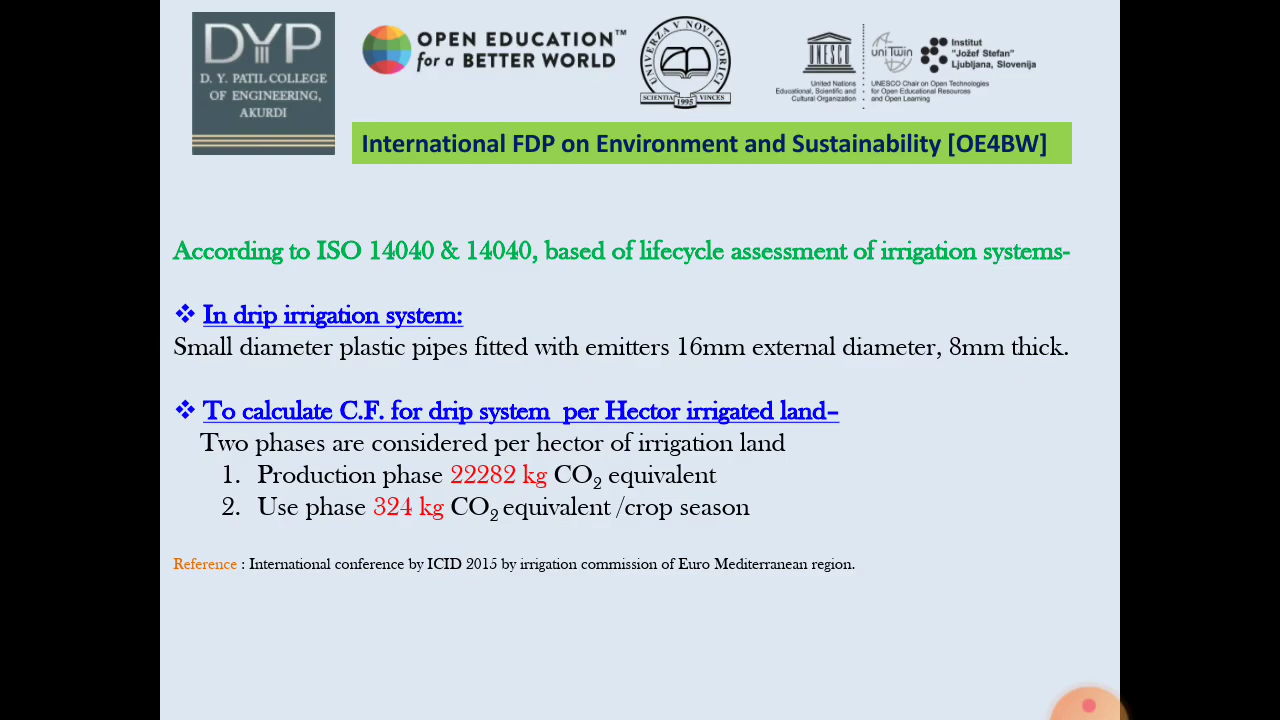 DYP
D. Y. PATIL COLLEGE
OF ENGINEERING,
AKURDI
OPEN EDUCATION™
for a BETTER WORLD
UNIVERZA V NOVI GORICI
SCIENTIA VINCES
1995
UNESCO
United Nations
Educational, Scientific and
Cultural Organization
uniTwin
Institut
"Jožef Stefan"
Ljubljana, Slovenija
UNESCO Chair on Open Technologies
for Open Educational Resources
and Open Learning
International FDP on Environment and Sustainability [OE4BW]
According to ISO 14040 & 14040, based of lifecycle assessment of irrigation systems-
❖ In drip irrigation system:
Small diameter plastic pipes fitted with emitters 16mm external diameter, 8mm thick.
❖ To calculate C.F. for drip system per Hector irrigated land–
Two phases are considered per hector of irrigation land
1. Production phase 22282 kg CO₂ equivalent
2. Use phase 324 kg CO₂ equivalent /crop season
Reference : International conference by ICID 2015 by irrigation commission of Euro Mediterranean region.